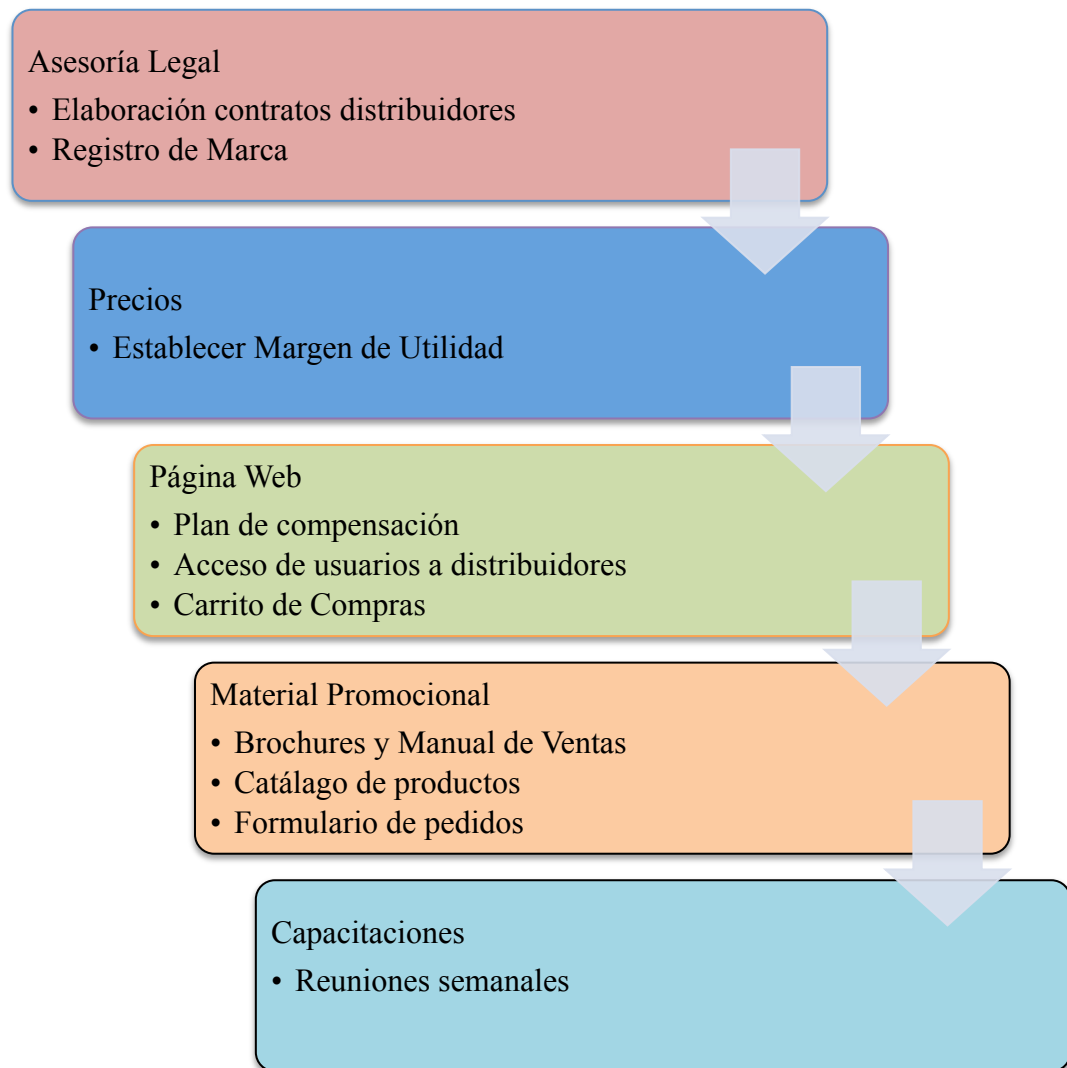 Asesoría Legal
• Elaboración contratos distribuidores
• Registro de Marca
Precios
• Establecer Margen de Utilidad
Página Web
• Plan de compensación
• Acceso de usuarios a distribuidores
• Carrito de Compras
Material Promocional
• Brochures y Manual de Ventas
• Catálago de productos
• Formulario de pedidos
Capacitaciones
• Reuniones semanales